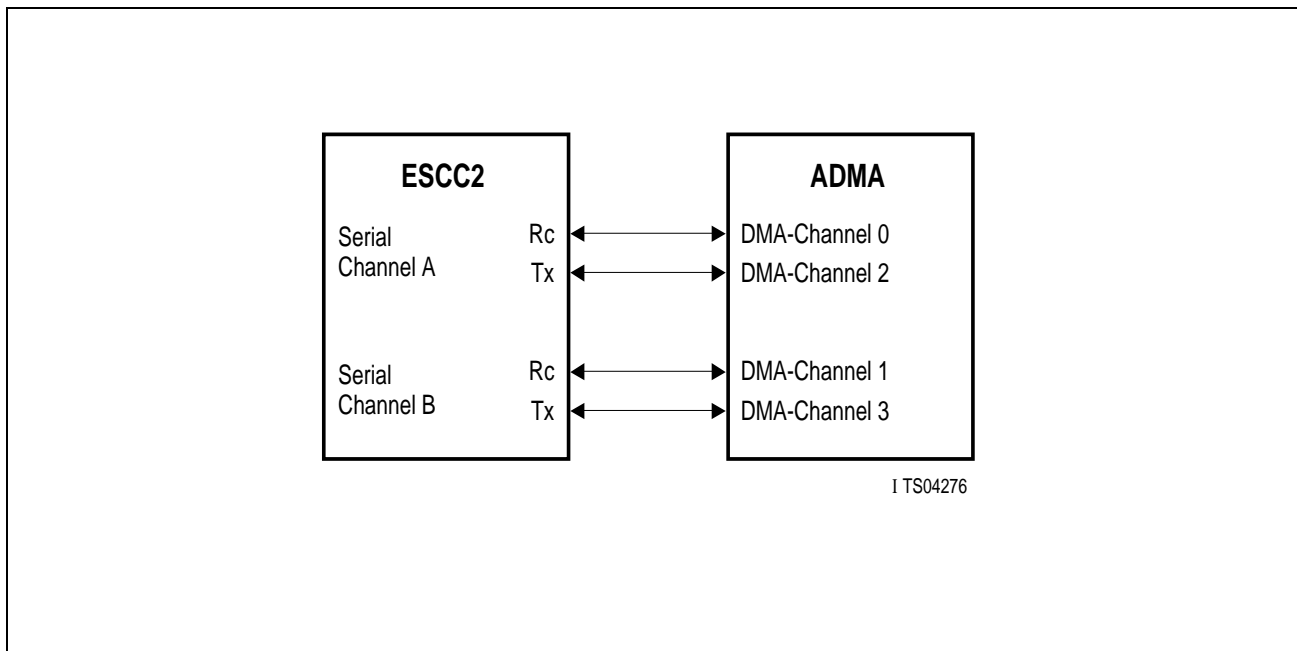 ESCC2
Serial
Channel A
Rc
Tx
Serial
Channel B
Rc
Tx
ADMA
DMA-Channel 0
DMA-Channel 2
DMA-Channel 1
DMA-Channel 3
I TS04276